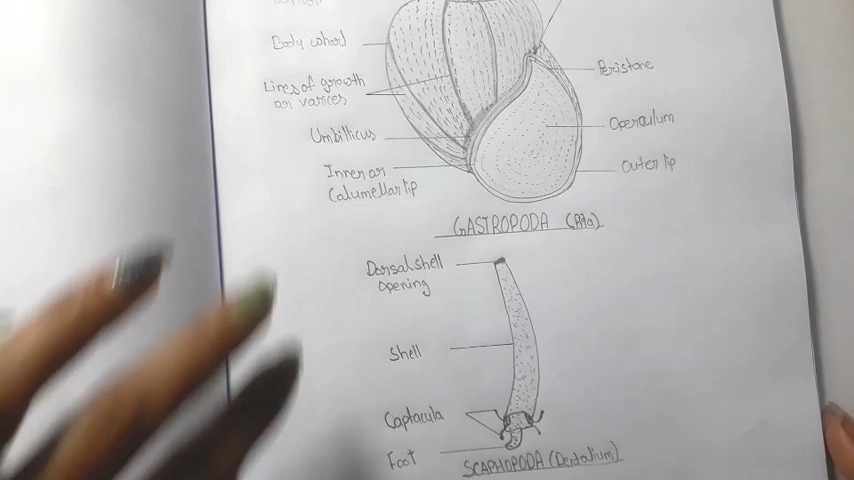 Body whorl
Lines of growth
or varices
Umbilicus
Inner or
Columellar lip
Peristone
Operculum
Outer lip
GASTROPODA (Pila)
Dorsal shell
opening
Shell
Captacula
Foot
SCAPHOPODA (Dentalium)